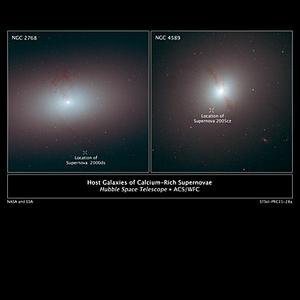 NGC 2768
NGC 4589
Location of
Supernova 2000ds
Location of
Supernova 2005cz
Host Galaxies of Calcium-Rich Supernovae
Hubble Space Telescope • ACS/WFC
NASA and ESA
STScI-PRC15-28a